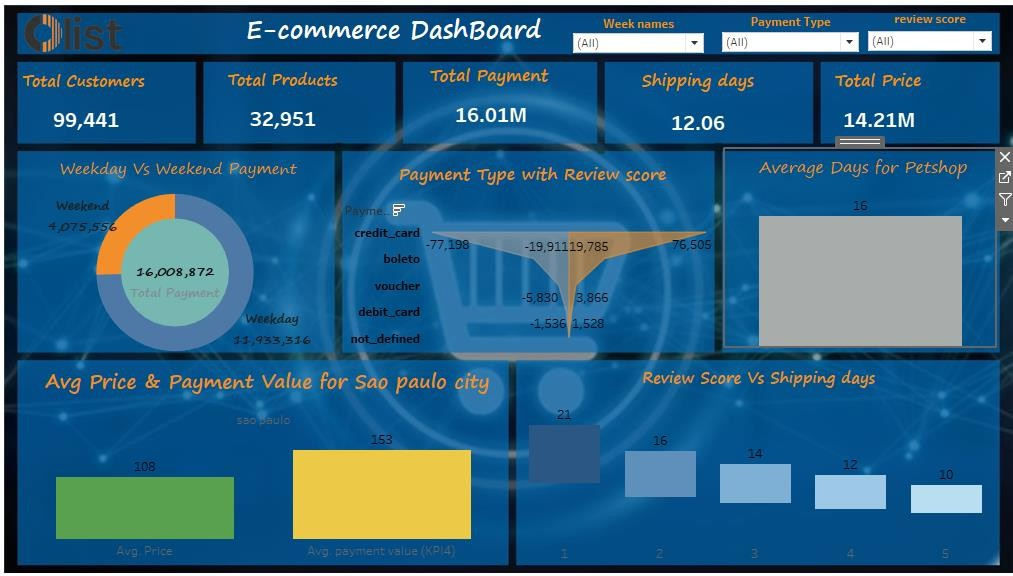 olist
E-commerce DashBoard
Week names
(All)
Payment Type
(All)
review score
(All)
Total Customers
99,441
Total Products
32,951
Total Payment
16.01M
Shipping days
12.06
Total Price
14.21M
Weekday Vs Weekend Payment
Weekend
4,075,556
16,008,872
Total Payment
Weekday
11,933,316
Payment Type with Review score
Payme..
credit_card
-77,198
-19,911
19,785
76,505
boleto
voucher
-5,830
3,866
debit_card
-1,536
1,528
not_defined
Average Days for Petshop
16
Avg Price & Payment Value for Sao paulo city
sao paulo
108
153
Avg. Price
Avg. payment value (KPI4)
Review Score Vs Shipping days
21
16
14
12
10
1
2
3
4
5